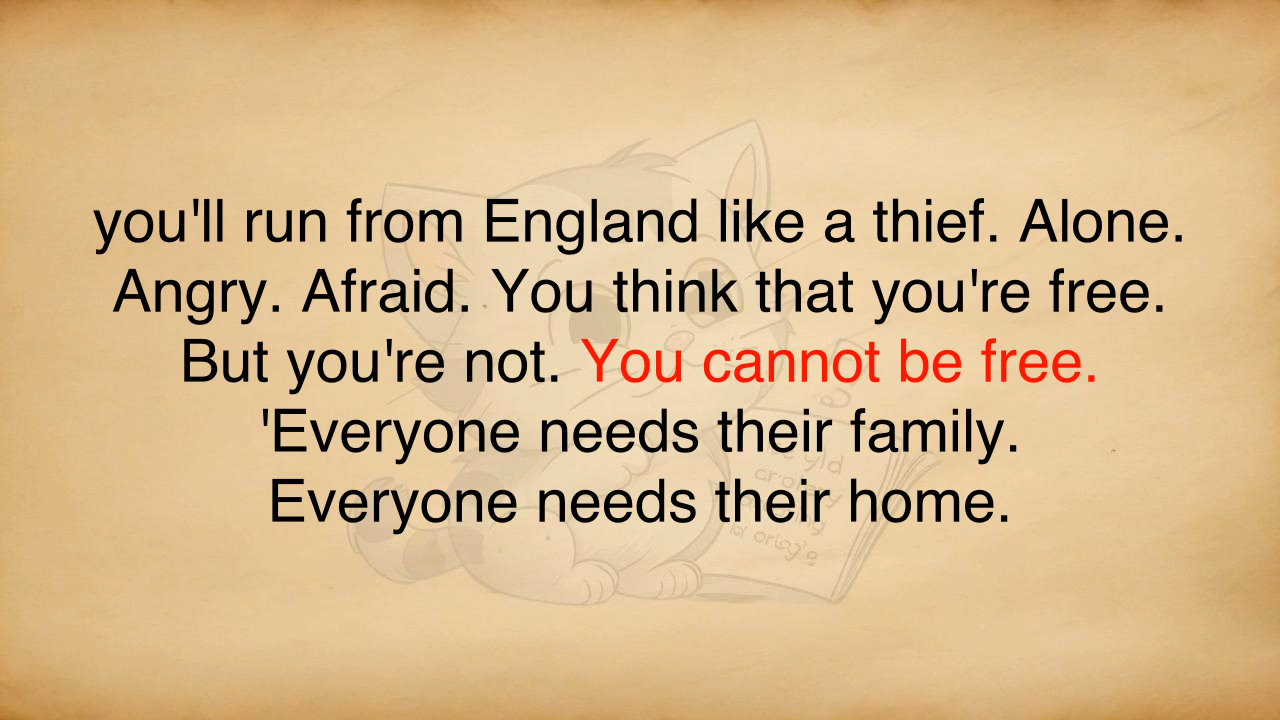 you'll run from England like a thief. Alone.
Angry. Afraid. You think that you're free.
But you're not. You cannot be free.
'Everyone needs their family.
Everyone needs their home.